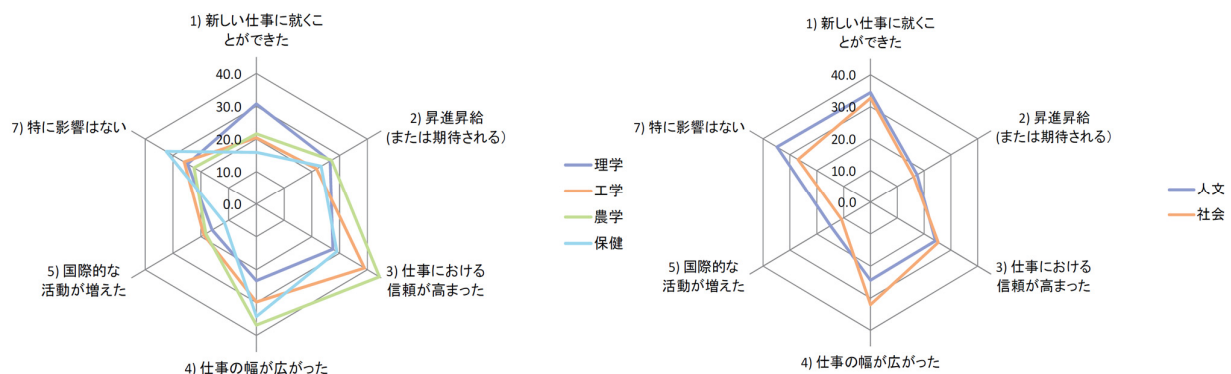 1) 新しい仕事に就くこ
とができた
40.0
30.0
20.0
10.0
0.0
2) 昇進昇給
(または期待される）
3) 仕事における
信頼が高まった
4) 仕事の幅が広がった
5) 国際的な
活動が増えた
7) 特に影響はない
理学
工学
農学
保健
1) 新しい仕事に就くこ
とができた
40.0
30.0
20.0
10.0
0.0
2) 昇進昇給
(または期待される）
3) 仕事における
信頼が高まった
4) 仕事の幅が広がった
5) 国際的な
活動が増えた
7) 特に影響はない
人文
社会